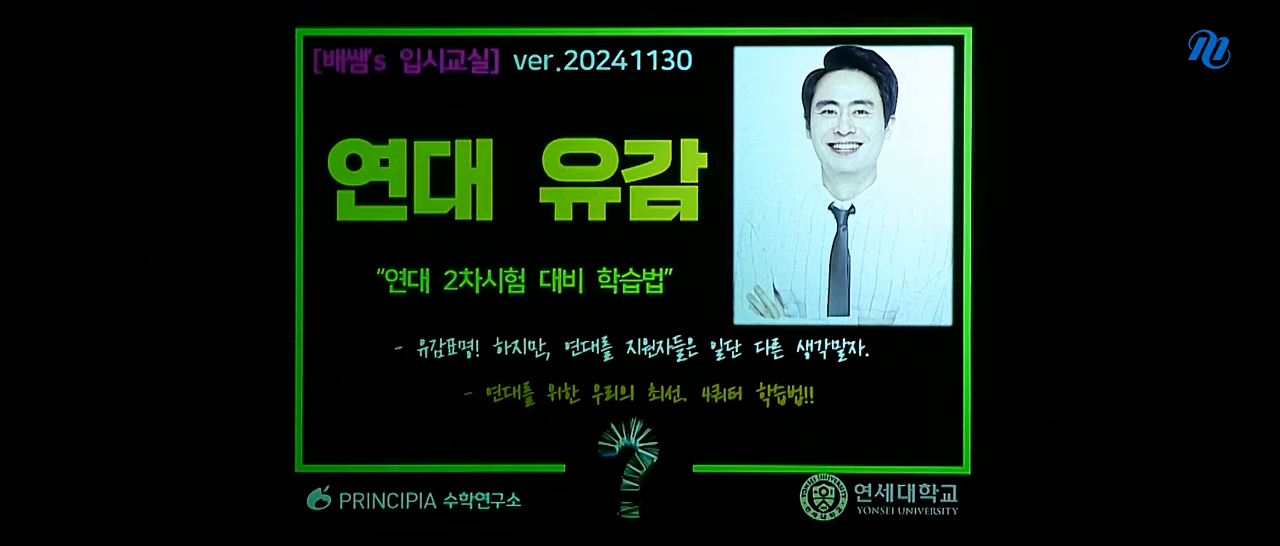 [배쌤's 입시교실] ver.20241130
연대 유감
"연대 2차시험 대비 학습법"
- 유감표명! 하지만, 연대를 지원자들은 일단 다른 생각말자.
- 연대를 위한 우리의 최선. 4쿼터 학습법!!
PRINCIPIA 수학연구소
연세대학교
YONSEI UNIVERSITY